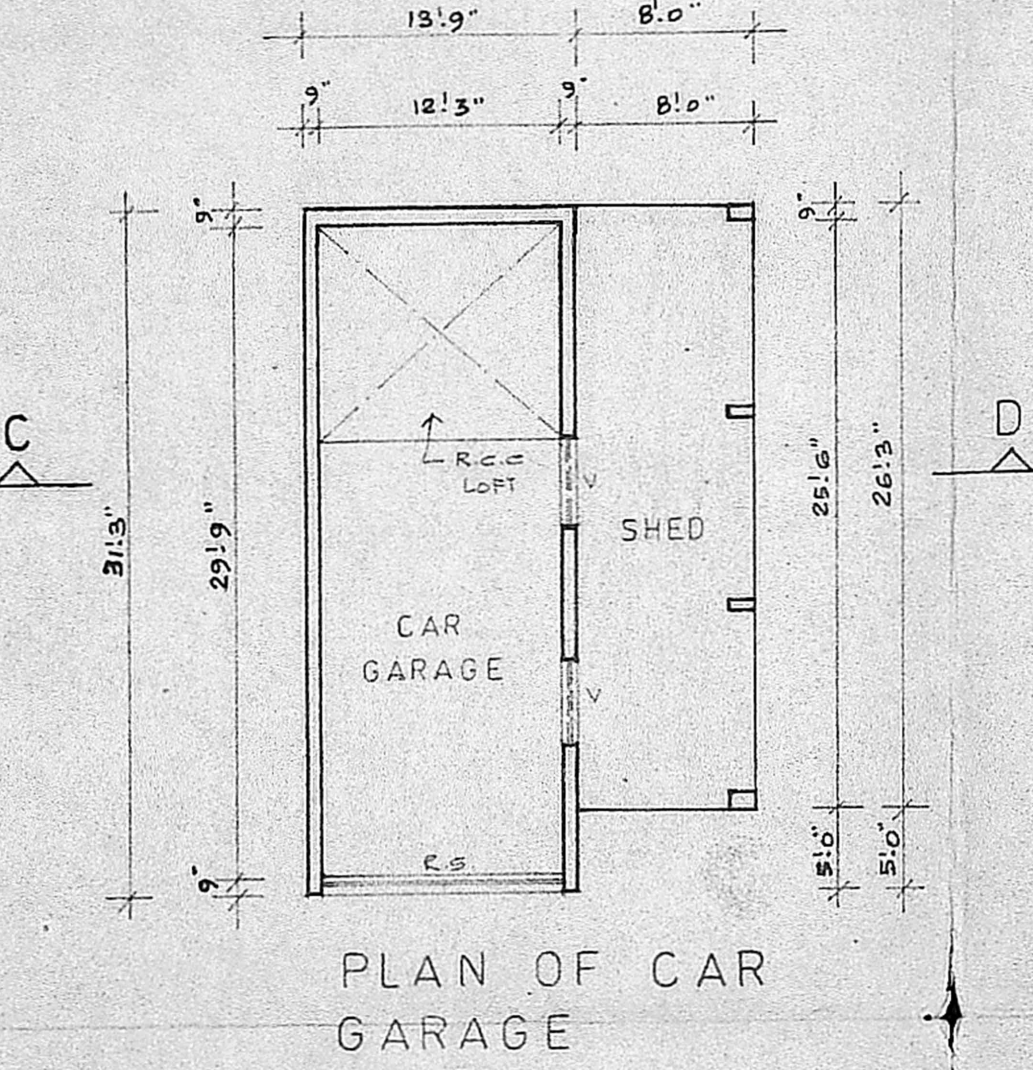 13'.9" 8'.0"
9" 12'.3" 9" 8'.0"
9" 9"
C D
R.C.C
LOFT
V
SHED
31'.3" 29'.9" 25'.6" 26'.3"
CAR
GARAGE
V
R.S.
9" 5'.0" 5'.0"
PLAN OF CAR
GARAGE